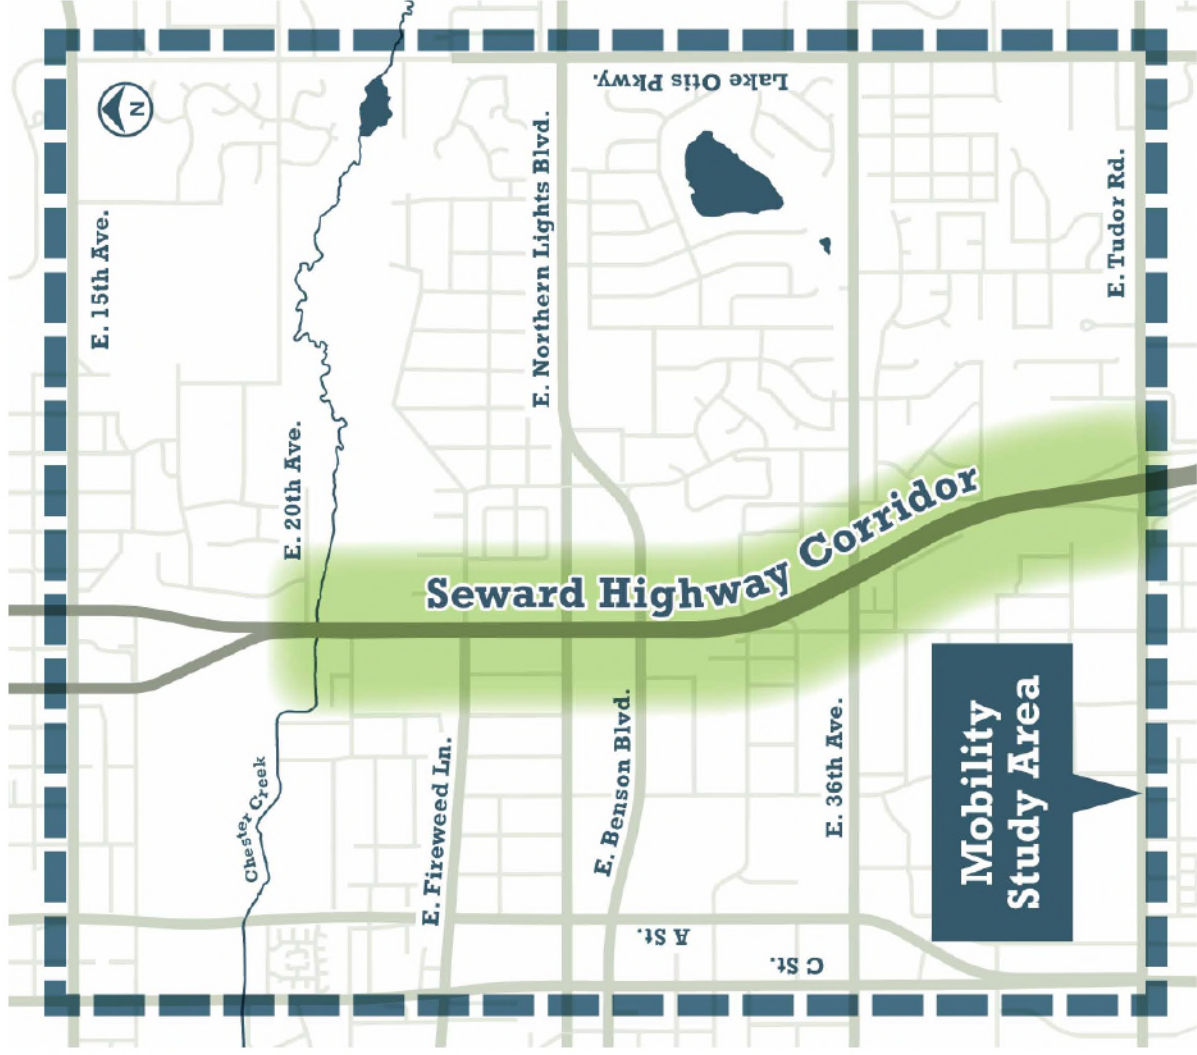 Lake Otis Pkwy.
N
E. 15th Ave.
E. 20th Ave.
E. Northern Lights Blvd.
E. Tudor Rd.
Seward Highway Corridor
Chester Creek
E. Fireweed Ln.
E. Benson Blvd.
E. 36th Ave.
Mobility
Study Area
A St.
C St.